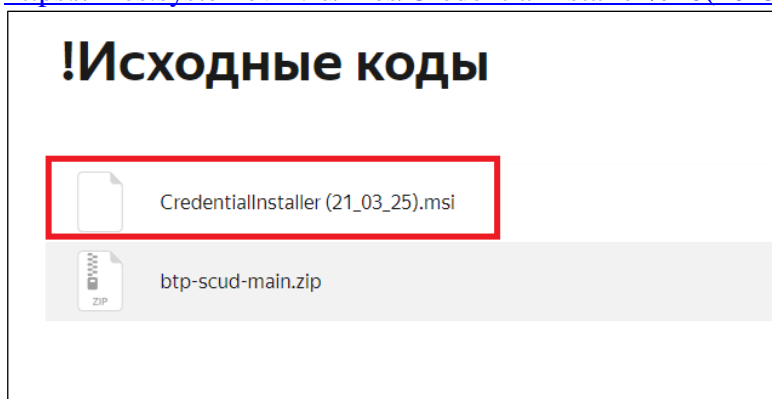 !Исходные коды
CredentialInstaller (21_03_25).msi
btp-scud-main.zip
ZIP